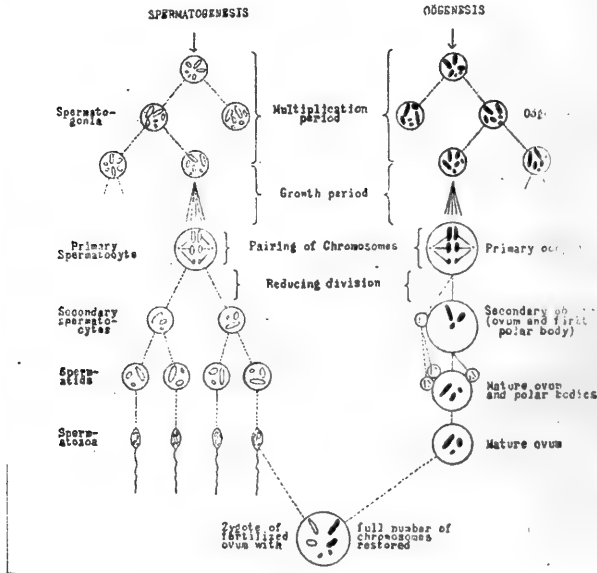 SPERMATOGENESIS
OÖGENESIS
Spermato-
gonia
Multiplication
period
Growth period
Primary
Spermatocyte
Pairing of Chromosomes
Primary
Reducing division
Secondary
spermato-
cytes
Secondary
(ovum and first
polar body)
Sperm-
atids
Mature ovum
and polar bodies
Sperm-
atozoa
Mature ovum
Zygote of
fertilized
ovum with
full number of
chromosomes
restored